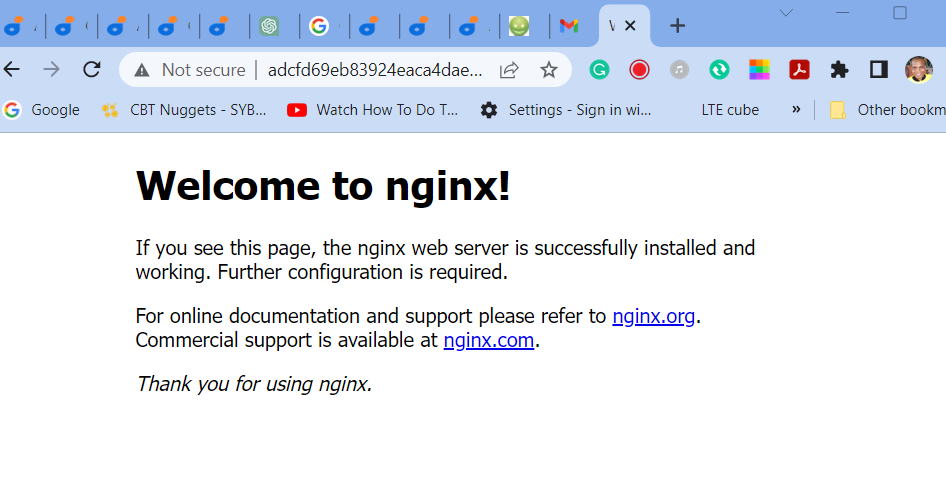 Not secure | adcfd69eb83924eaca4dae...
Google CBT Nuggets - SYB... Watch How To Do T... Settings - Sign in wi... LTE cube » Other bookm
Welcome to nginx!
If you see this page, the nginx web server is successfully installed and
working. Further configuration is required.
For online documentation and support please refer to nginx.org.
Commercial support is available at nginx.com.
Thank you for using nginx.